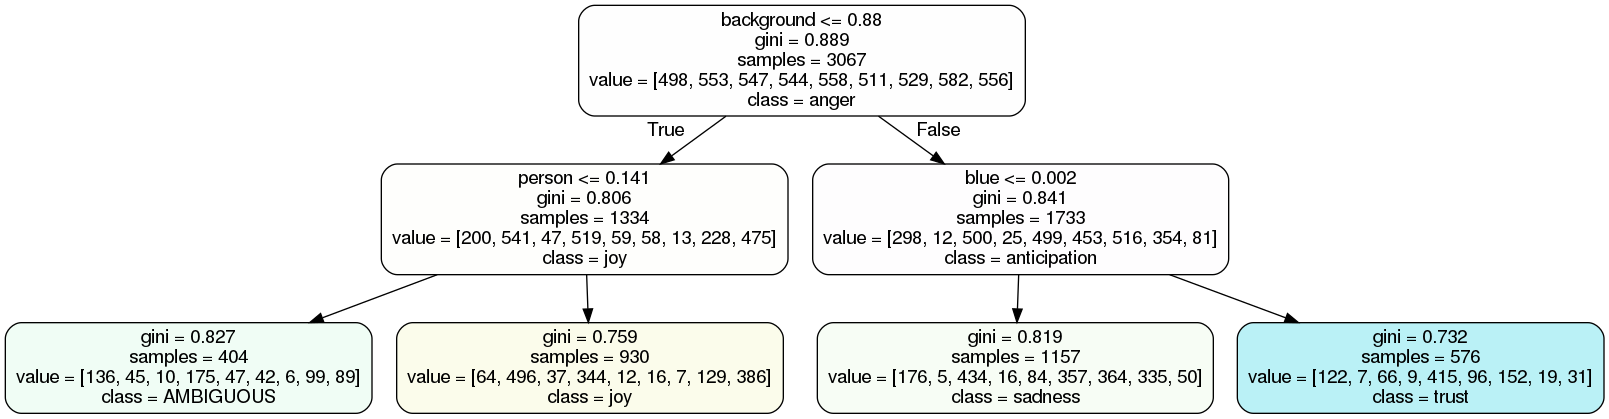 background <= 0.88
gini = 0.889
samples = 3067
value = [498, 553, 547, 544, 558, 511, 529, 582, 556]
class = anger
True
False
person <= 0.141
gini = 0.806
samples = 1334
value = [200, 541, 47, 519, 59, 58, 13, 228, 475]
class = joy
blue <= 0.002
gini = 0.841
samples = 1733
value = [298, 12, 500, 25, 499, 453, 516, 354, 81]
class = anticipation
gini = 0.827
samples = 404
value = [136, 45, 10, 175, 47, 42, 6, 99, 89]
class = AMBIGUOUS
gini = 0.759
samples = 930
value = [64, 496, 37, 344, 12, 16, 7, 129, 386]
class = joy
gini = 0.819
samples = 1157
value = [176, 5, 434, 16, 84, 357, 364, 335, 50]
class = sadness
gini = 0.732
samples = 576
value = [122, 7, 66, 9, 415, 96, 152, 19, 31]
class = trust